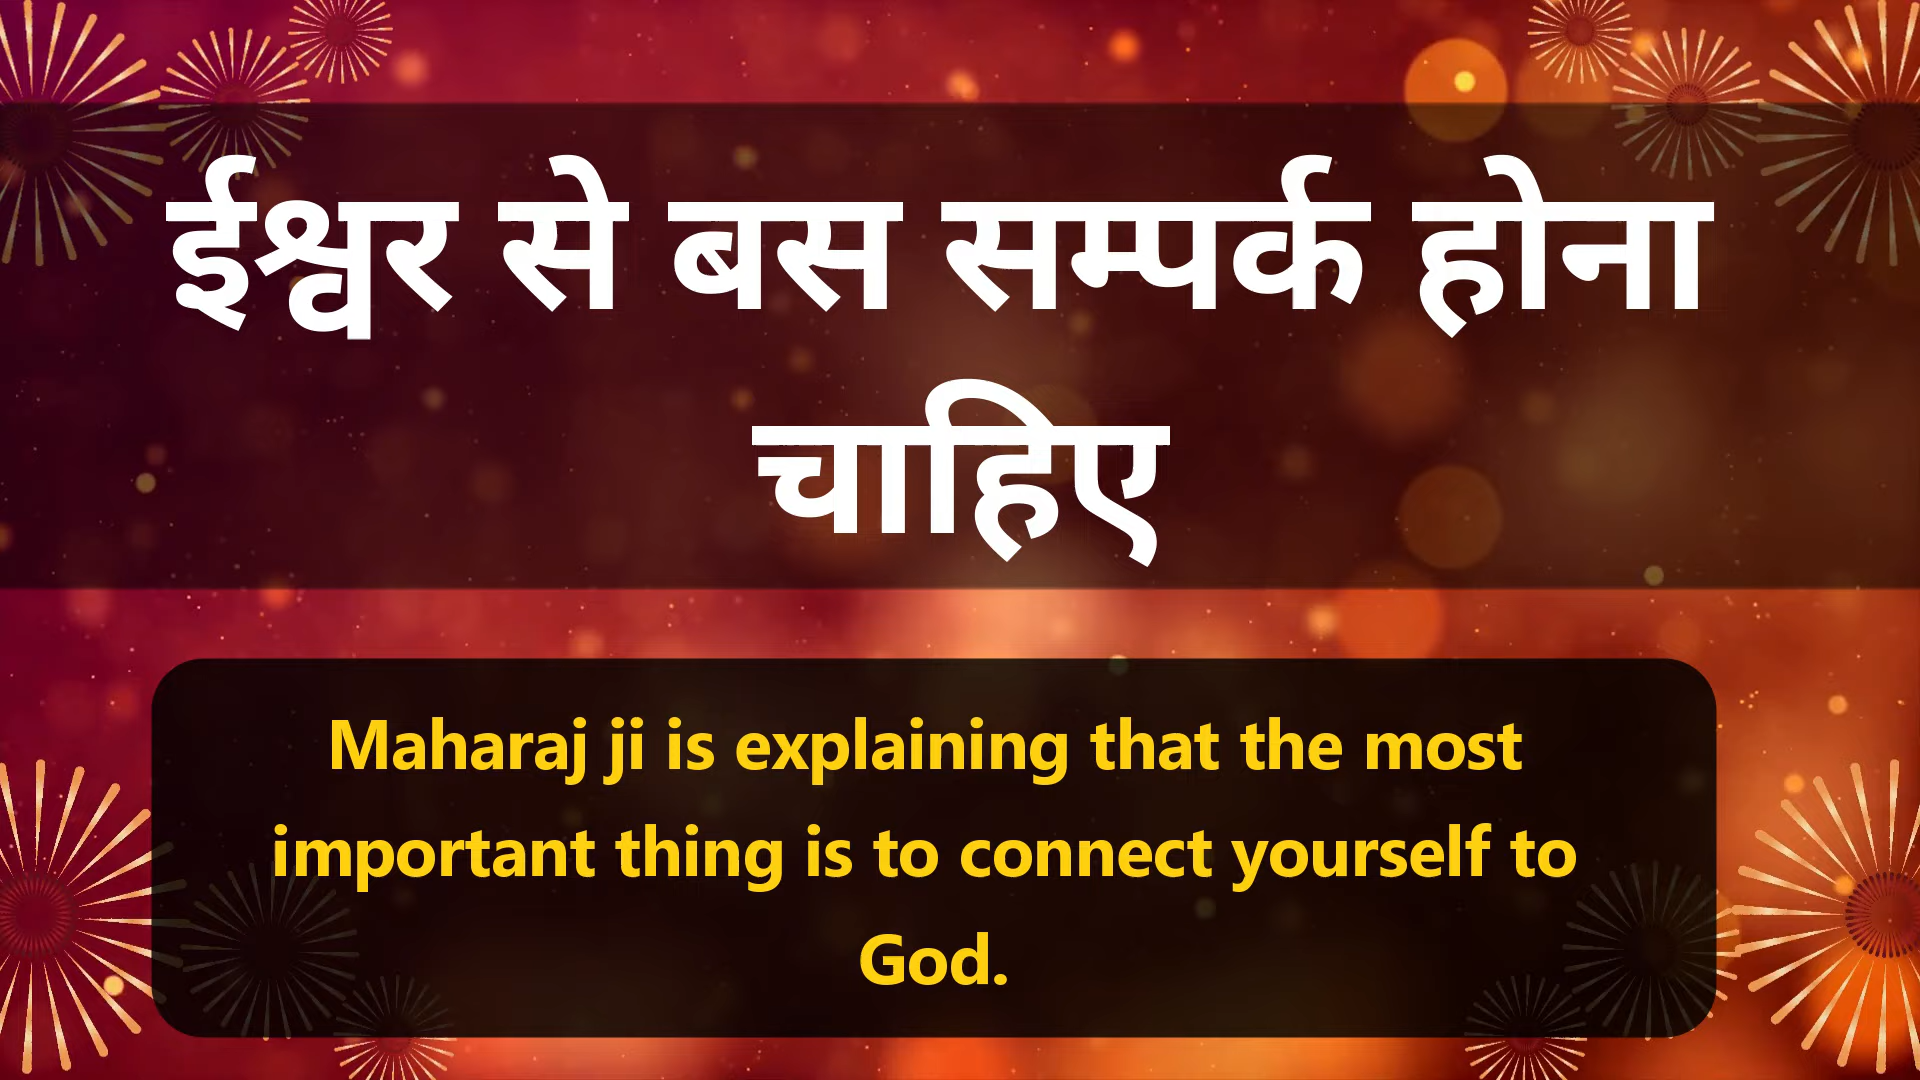 ईश्वर से बस सम्पर्क होना
चाहिए
Maharaj ji is explaining that the most
important thing is to connect yourself to
God.